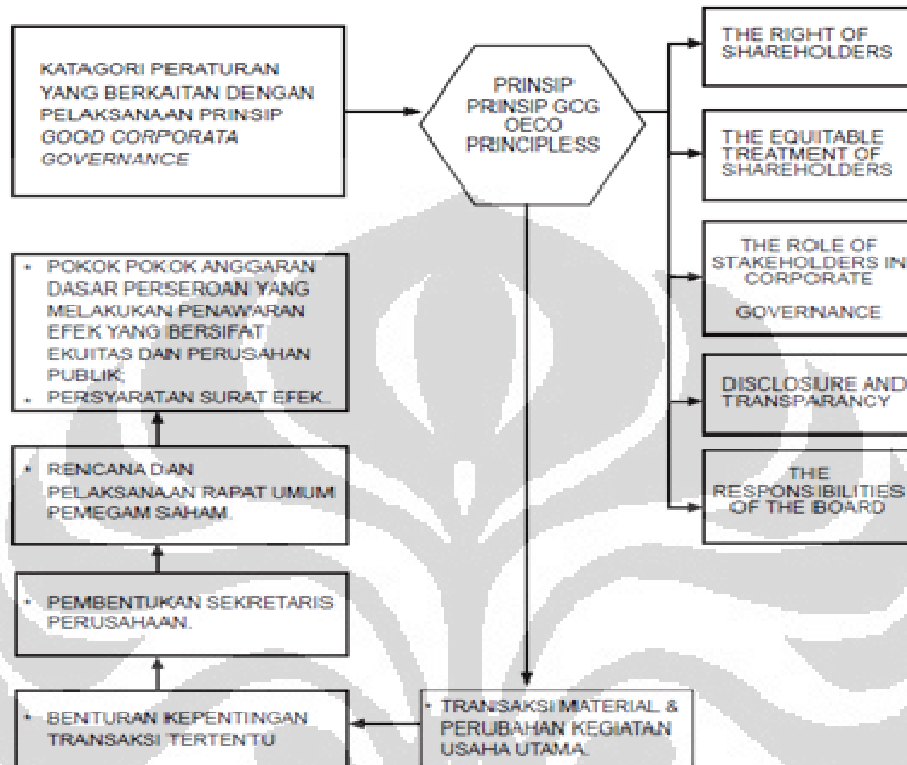 KATAGORI PERATURAN
YANG BERKAITAN DENGAN
PELAKSANAAN PRINSIP
GOOD CORPORATA
GOVERNANCE
PRINSIP
PRINSIP GCG
OECO
PRINCIPLESS
THE RIGHT OF
SHAREHOLDERS
THE EQUITABLE
TREATMENT OF
SHAREHOLDERS
THE ROLE OF
STAKEHOLDERS IN
CORPORATE
GOVERNANCE
DISCLOSIURE AND
TRANSPARANCY
THE
RESPONSIBILITIES
OF THE BOARD
• POKOK POKOK ANGGARAN
DASAR PERSEROAN YANG
MELAKUKAN PENAWARAN
EFEK YANG BERSIFAT
EKUITAS DAIN PERUSAHAN
PUBLIK;
• PERSYARATAN SURAT EFEK..
• RENCANA DAN
PELAKSANAAN RAPAT UMUM
PEMEGAM SAHAM.
• PEMBENTUKAN SEKRETARIS
PERUSAHAAN.
• BENTURAN KEPENTINGAN
TRANSAKSI TERTENTU
• TRANSAKSI MATERIAL &
PERUBAHAN KEGIATAN
USAHA UTAMA.